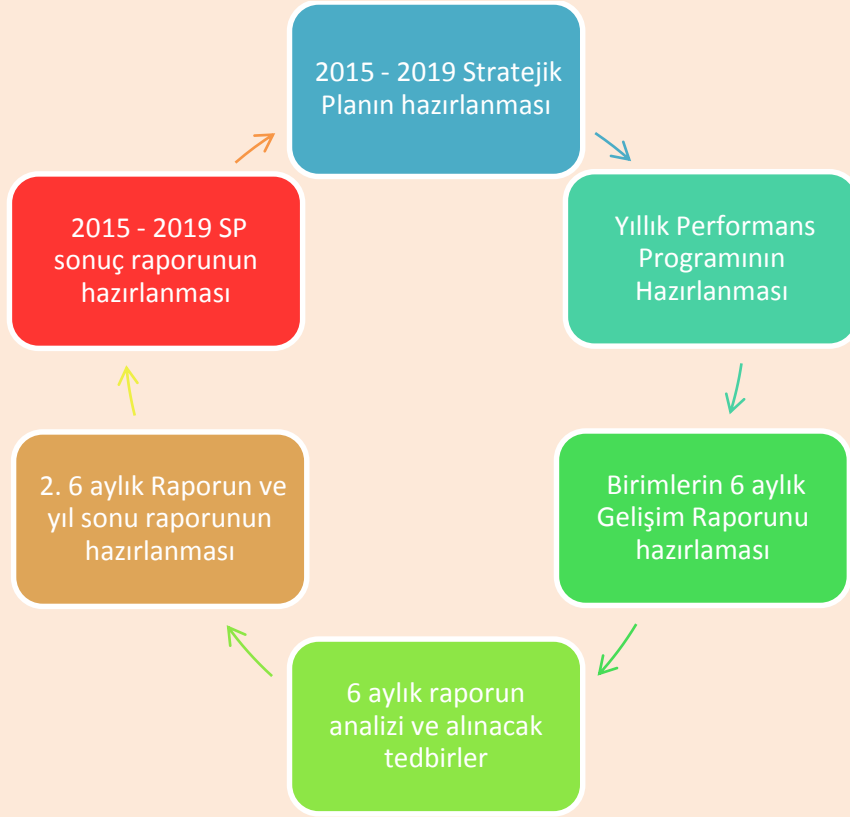 2015 - 2019 Stratejik
Planın hazırlanması
Yıllık Performans
Programının
Hazırlanması
Birimlerin 6 aylık
Gelişim Raporunu
hazırlaması
6 aylık raporun
analizi ve alınacak
tedbirler
2. 6 aylık Raporun ve
yıl sonu raporunun
hazırlanması
2015 - 2019 SP
sonuç raporunun
hazırlanması